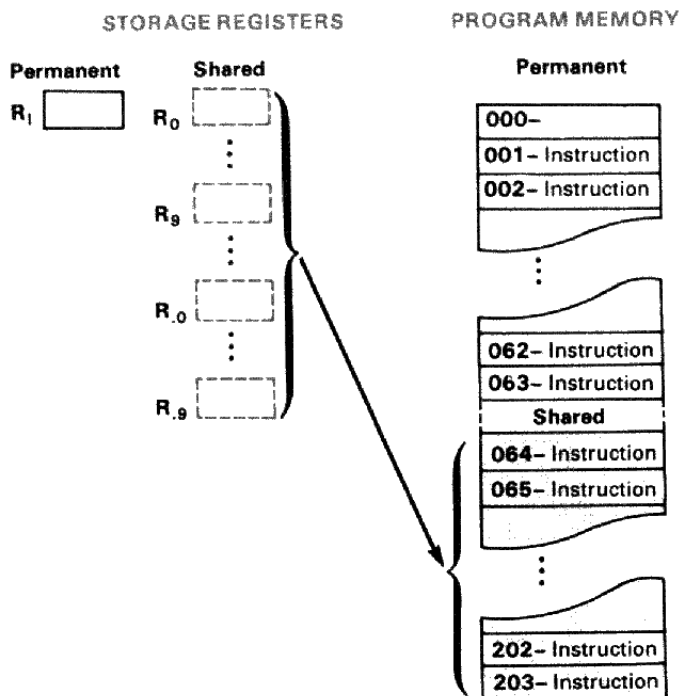 STORAGE REGISTERS
Permanent
Shared
R_I
R_0
R_9
R_.0
R_.9
PROGRAM MEMORY
Permanent
000–
001– Instruction
002– Instruction
062– Instruction
063– Instruction
Shared
064– Instruction
065– Instruction
202– Instruction
203– Instruction